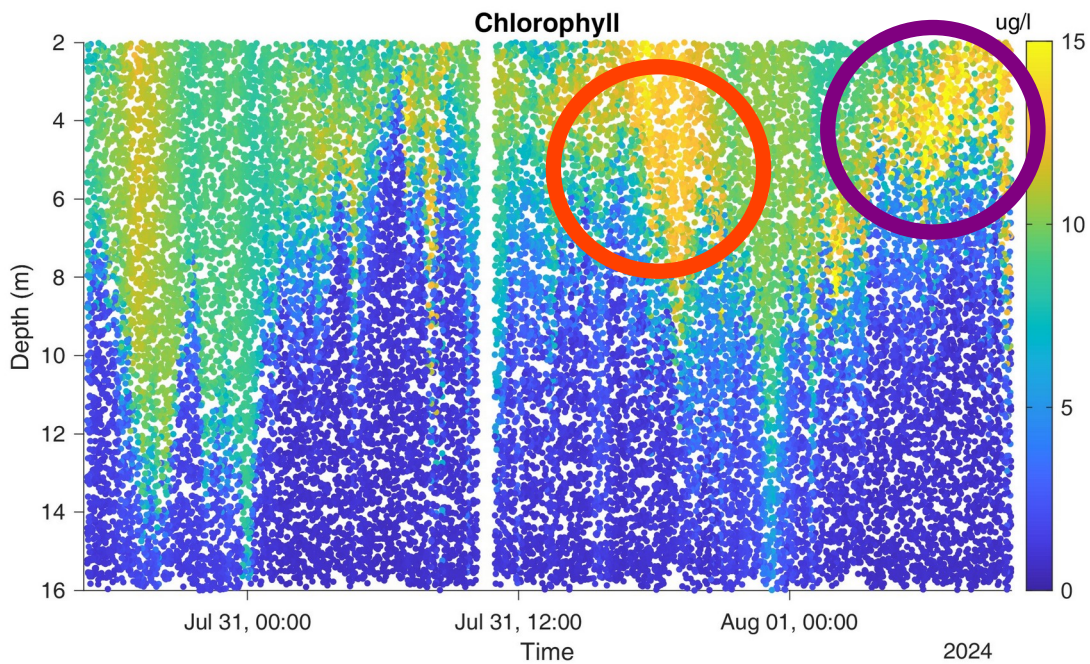 Chlorophyll
ug/l
2
4
6
8
10
12
14
16
Depth (m)
15
10
5
0
Jul 31, 00:00
Jul 31, 12:00
Aug 01, 00:00
Time
2024